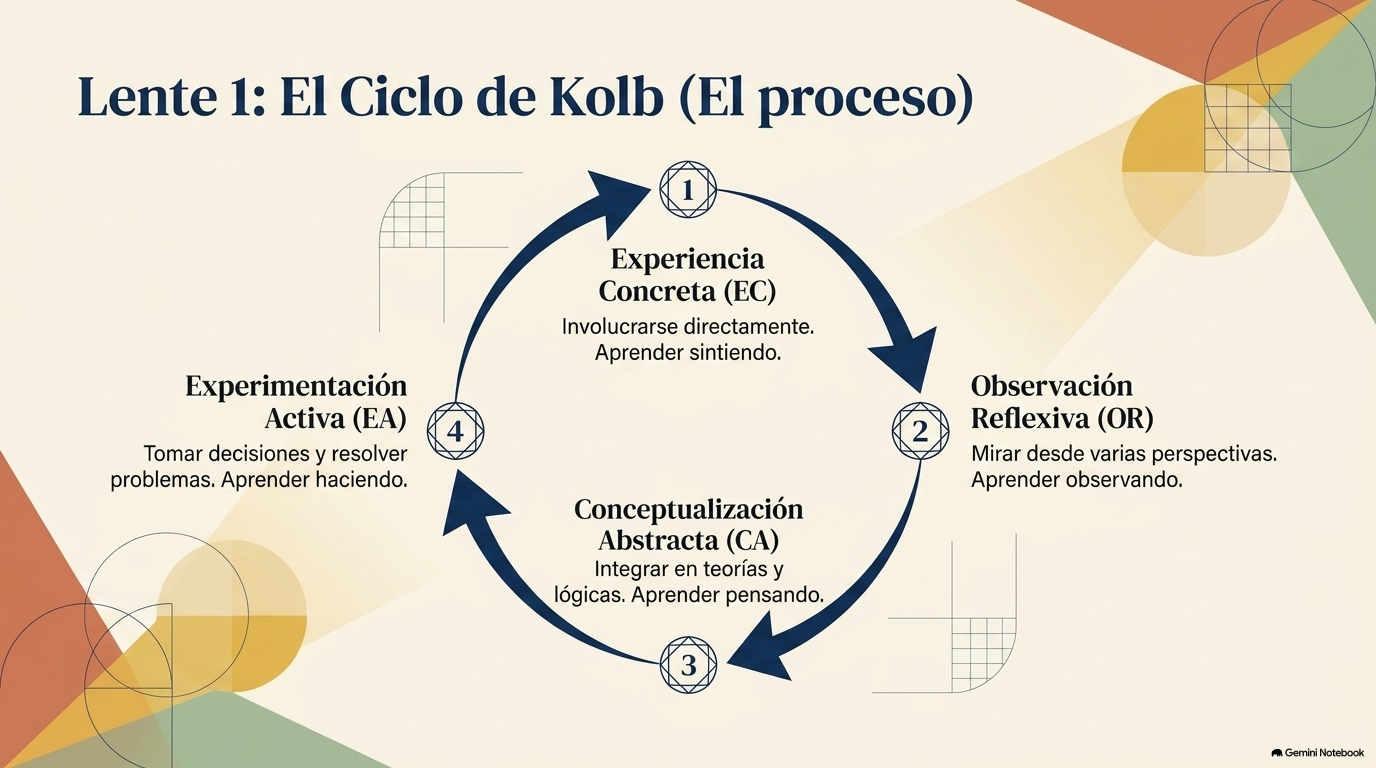 Lente 1: El Ciclo de Kolb (El proceso)
1
Experiencia
Concreta (EC)
Involucrarse directamente.
Aprender sintiendo.
2
Observación
Reflexiva (OR)
Mirar desde varias perspectivas.
Aprender observando.
3
Conceptualización
Abstracta (CA)
Integrar en teorías y
lógicas. Aprender pensando.
4
Experimentación
Activa (EA)
Tomar decisiones y resolver
problemas. Aprender haciendo.
Gemini Notebook